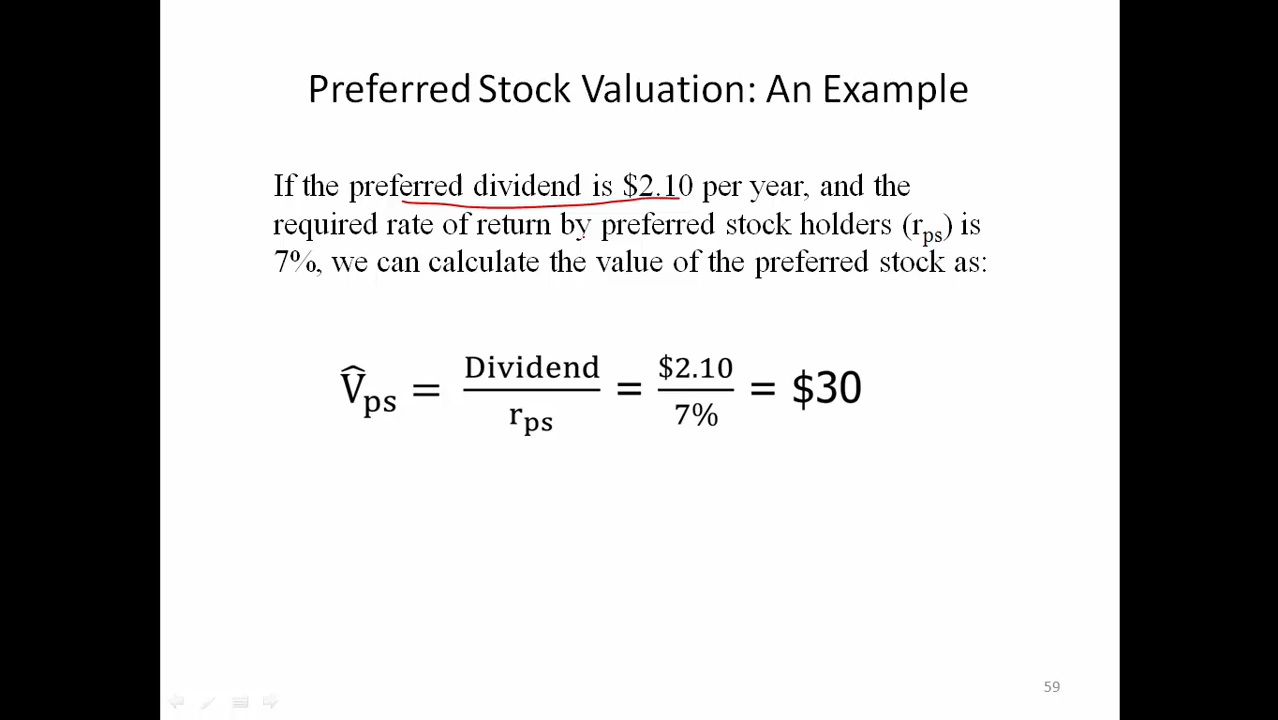 Preferred Stock Valuation: An Example
If the preferred dividend is $2.10 per year, and the
required rate of return by preferred stock holders (rps) is
7%, we can calculate the value of the preferred stock as:
V̂ps = Dividend / rps = $2.10 / 7% = $30
59